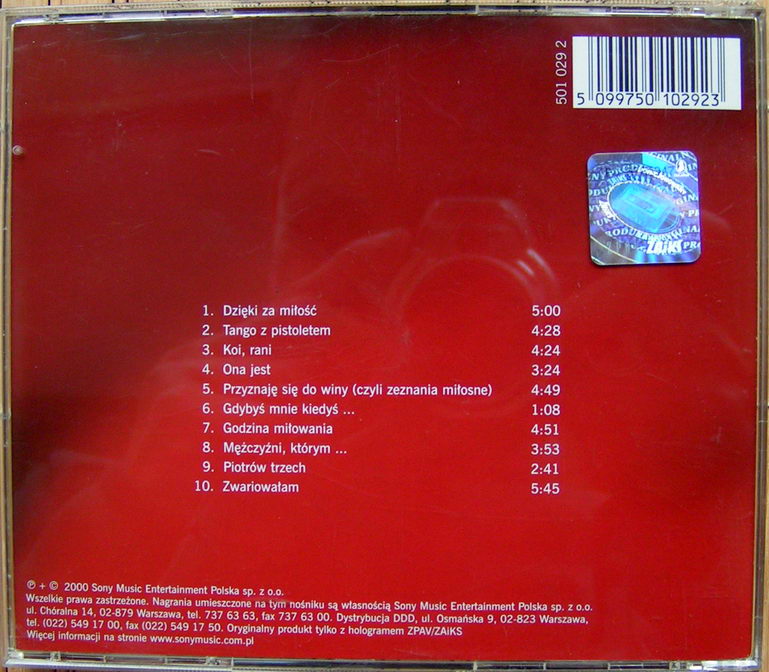 501 029 2
5 099750 102923
ZAIKS
1. Dzięki za miłość 5:00
2. Tango z pistoletem 4:28
3. Koi, rani 4:24
4. Ona jest 3:24
5. Przyznaję się do winy (czyli zeznania miłosne) 4:49
6. Gdybyś mnie kiedyś ... 1:08
7. Godzina miłowania 4:51
8. Mężczyźni, którym ... 3:53
9. Piotrów trzech 2:41
10. Zwariowałam 5:45
℗ + © 2000 Sony Music Entertainment Polska sp. z o.o.
Wszelkie prawa zastrzeżone. Nagrania umieszczone na tym nośniku są własnością Sony Music Entertainment Polska sp. z o.o.
ul. Chóralna 14, 02-879 Warszawa, tel. 737 63 63, fax 737 63 00. Dystrybucja DDD, ul. Osmańska 9, 02-823 Warszawa,
tel. (022) 549 17 00, fax (022) 549 17 50. Oryginalny produkt tylko z hologramem ZPAV/ZAIKS
Więcej informacji na stronie www.sonymusic.com.pl